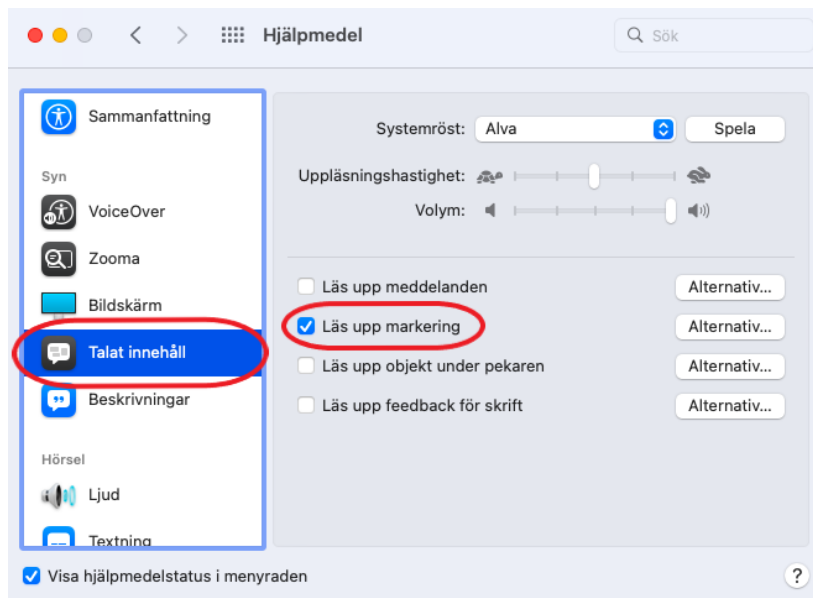 Hjälpmedel
Sök
Sammanfattning
Syn
VoiceOver
Zooma
Bildskärm
Talat innehåll
Beskrivningar
Hörsel
Ljud
Textning
Systemröst: Alva Spela
Uppläsningshastighet:
Volym:
Läs upp meddelanden Alternativ...
Läs upp markering Alternativ...
Läs upp objekt under pekaren Alternativ...
Läs upp feedback för skrift Alternativ...
Visa hjälpmedelstatus i menyraden
?